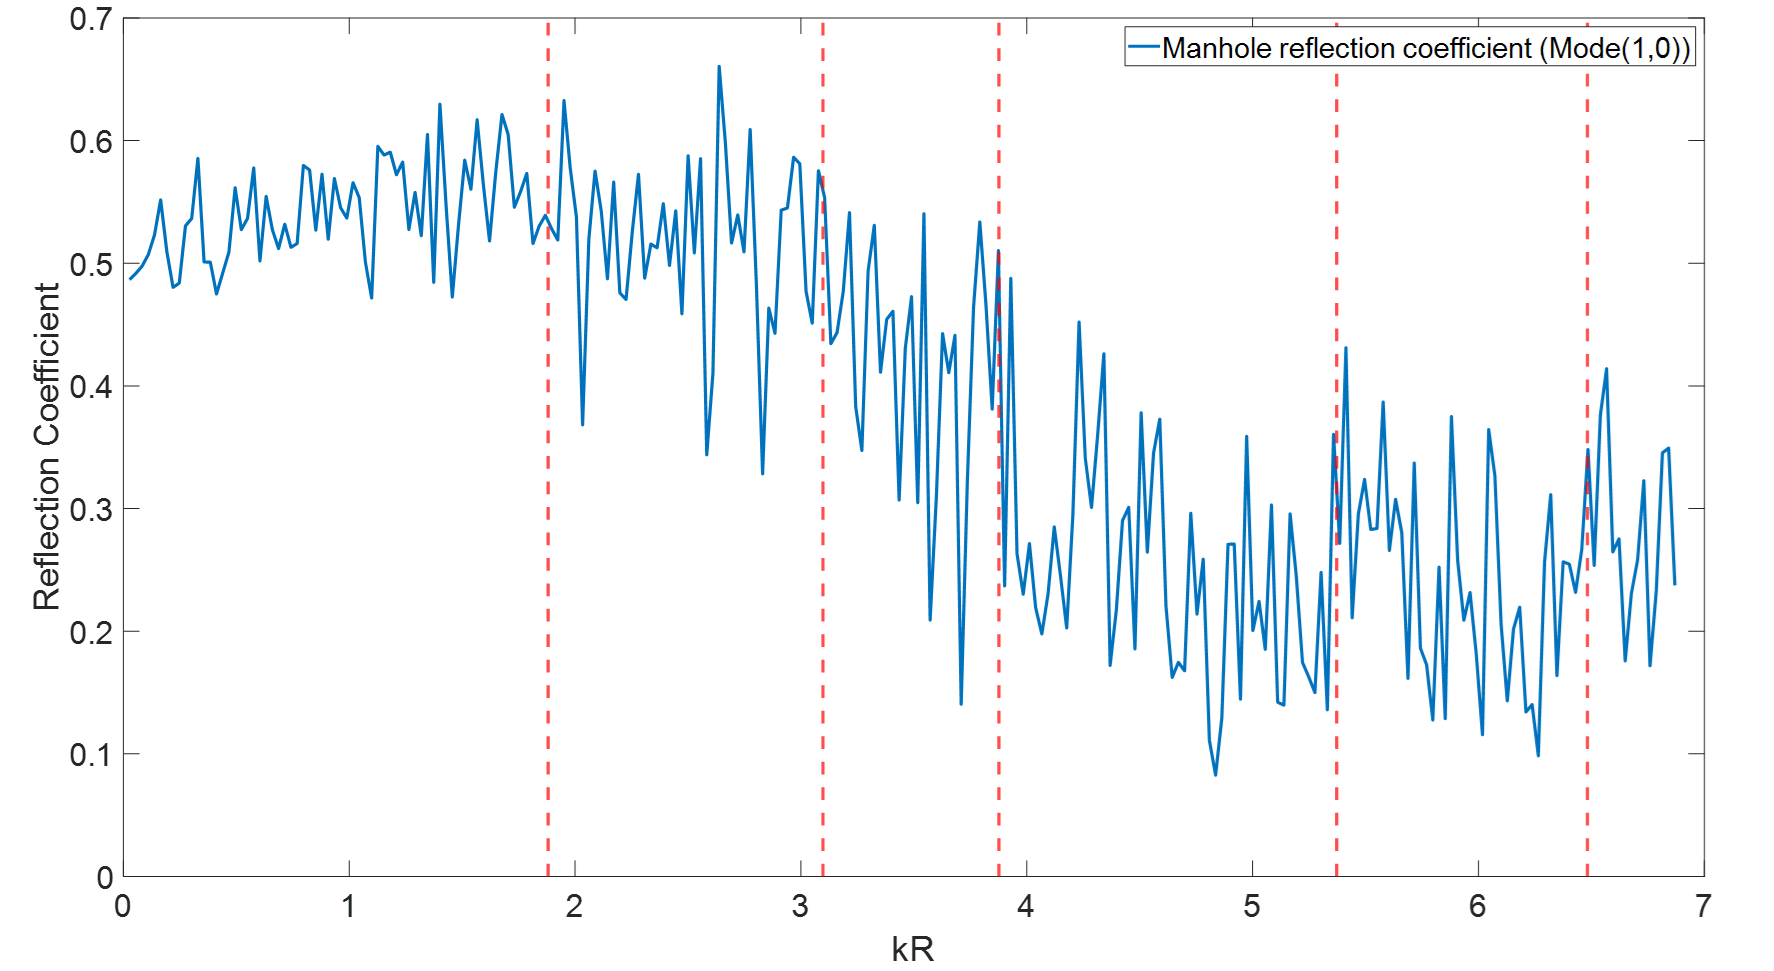 Manhole reflection coefficient (Mode(1,0))
Reflection Coefficient
0.7
0.6
0.5
0.4
0.3
0.2
0.1
0
0 1 2 3 4 5 6 7
kR